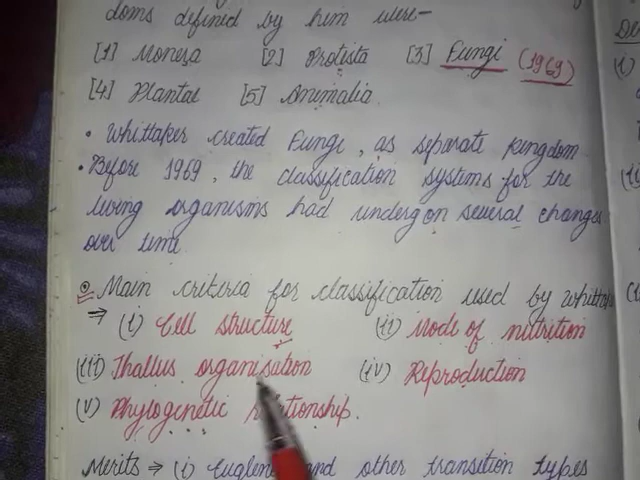 doms defined by him were-
[1] Monera [2] Protista [3] Fungi (1969)
[4] Plantae [5] Animalia.
• Whittaker created Fungi, as separate kingdom
• Before 1969, the classification systems for the
living organisms had undergon several changes
over time.
Main criteria for classification used by whittak
⇒ (i) Cell structure (ii) Mode of nutrition
(iii) Thallus organisation (iv) Reproduction
(v) Phylogenetic relationship.
Merits → (i) Euglena and other transition types
(i)